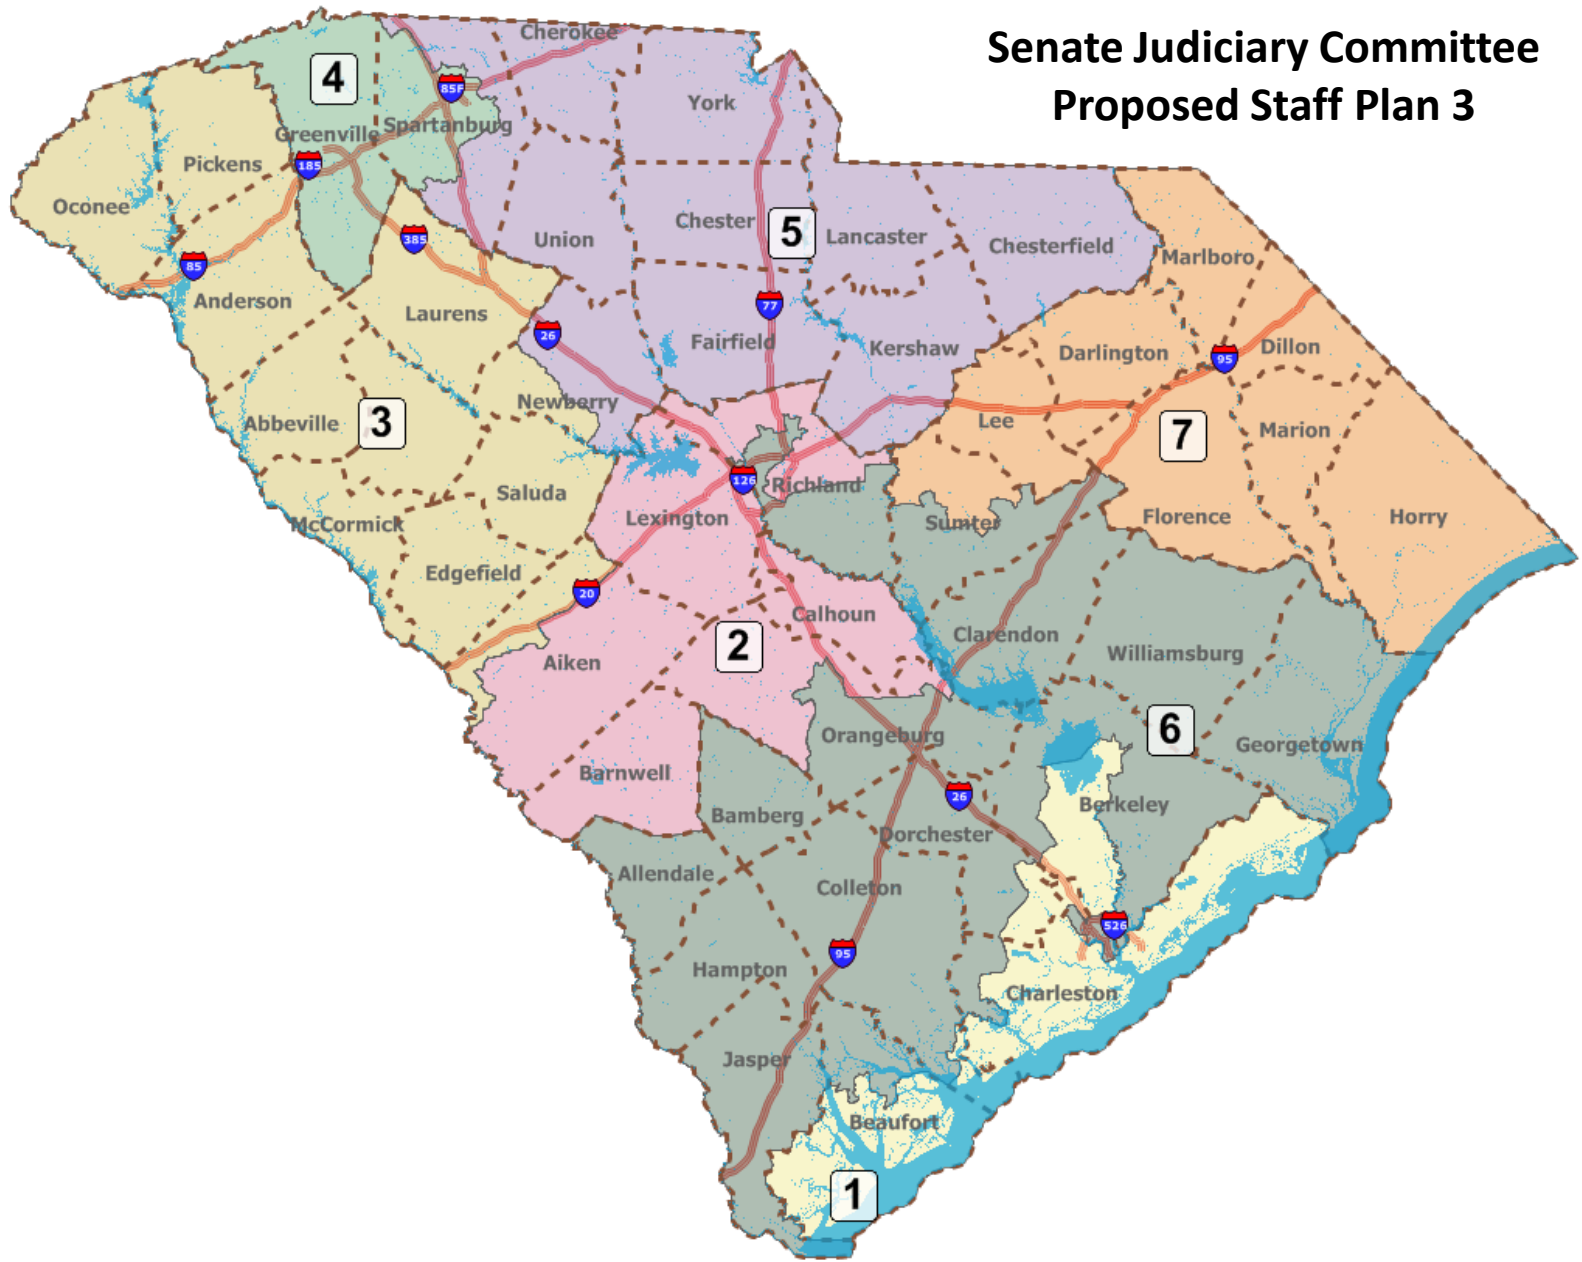 Senate Judiciary Committee
Proposed Staff Plan 3
Cherokee
4
85F
York
Greenville
Spartanburg
Pickens
185
Oconee
Chester
5
Lancaster
Union
385
Chesterfield
Marlboro
85
Anderson
Laurens
77
26
Fairfield
Kershaw
Darlington
95
Dillon
Newberry
Abbeville
3
Lee
7
Marion
126
Richland
Saluda
McCormick
Lexington
Sumter
Florence
Horry
Edgefield
20
Calhoun
Clarendon
Aiken
2
Williamsburg
Orangeburg
6
Georgetown
Barnwell
26
Berkeley
Bamberg
Dorchester
Allendale
Colleton
526
95
Hampton
Charleston
Jasper
Beaufort
1